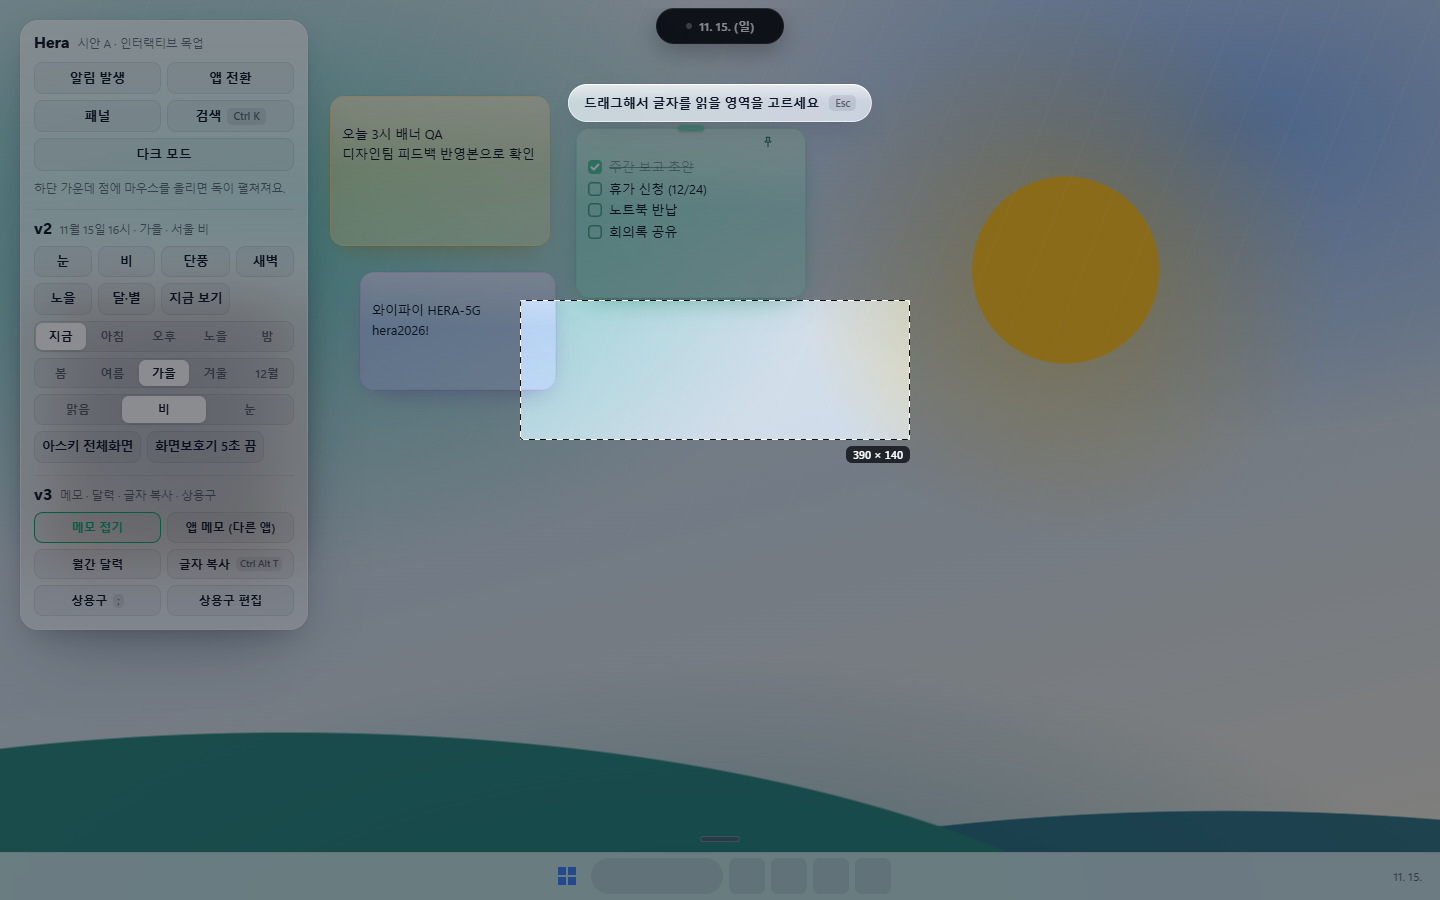 11. 15. (일)
Hera 시안 A · 인터랙티브 목업
알림 발생
앱 전환
패널
검색 Ctrl K
다크 모드
하단 가운데 점에 마우스를 올리면 독이 펼쳐져요.
v2 11월 15일 16시 · 가을 · 서울 비
눈
비
단풍
새벽
노을
달·별
지금 보기
지금
아침
오후
노을
밤
봄
여름
가을
겨울
12월
맑음
비
눈
아스키 전체화면
화면보호기 5초 끔
v3 메모 · 달력 · 글자 복사 · 상용구
메모 접기
앱 메모 (다른 앱)
월간 달력
글자 복사 Ctrl Alt T
상용구 ;
상용구 편집
드래그해서 글자를 읽을 영역을 고르세요 Esc
오늘 3시 배너 QA
디자인팀 피드백 반영본으로 확인
주간 보고 초안
휴가 신청 (12/24)
노트북 반납
회의록 공유
와이파이 HERA-5G
hera2026!
390 × 140
11. 15.